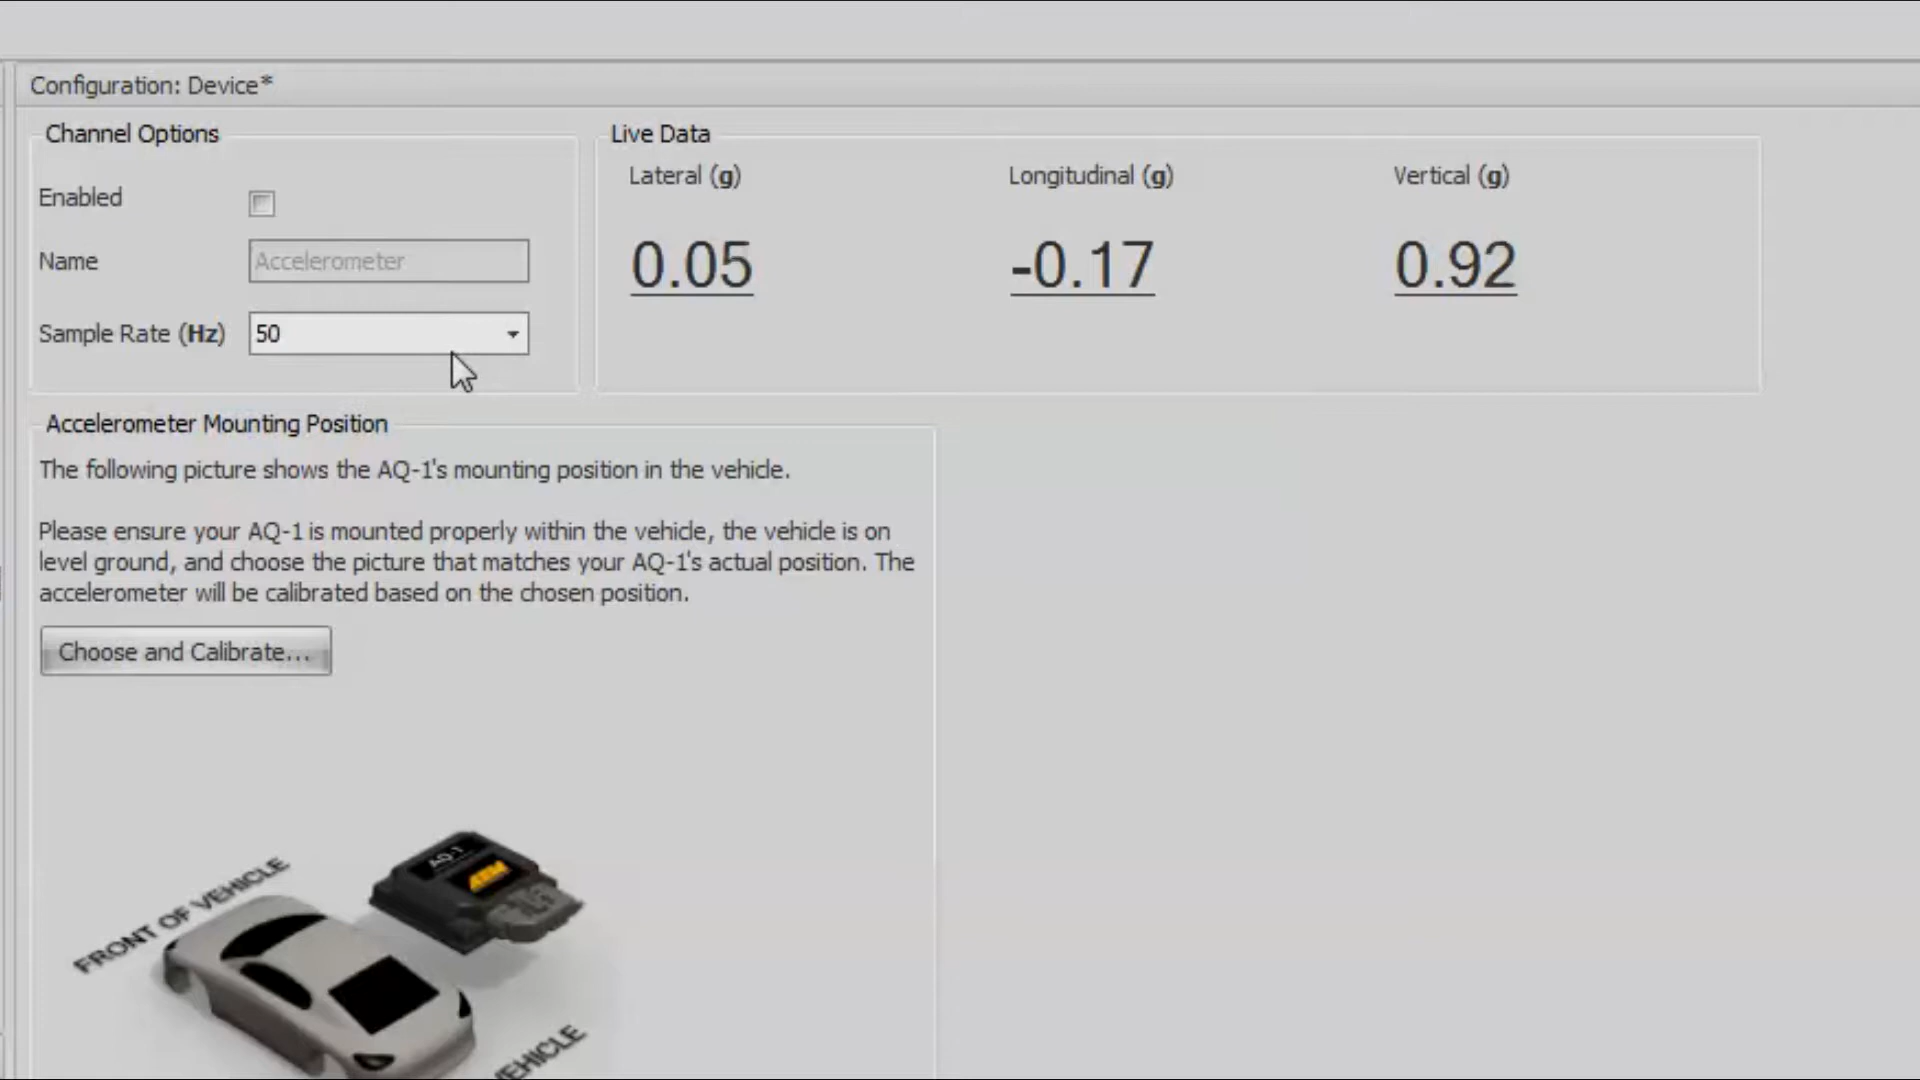 Configuration: Device*
Channel Options
Enabled
Name
Accelerometer
Sample Rate (Hz)
50
Live Data
Lateral (g)
Longitudinal (g)
Vertical (g)
0.05
-0.17
0.92
Accelerometer Mounting Position
The following picture shows the AQ-1's mounting position in the vehicle.
Please ensure your AQ-1 is mounted properly within the vehicle, the vehicle is on
level ground, and choose the picture that matches your AQ-1's actual position. The
accelerometer will be calibrated based on the chosen position.
Choose and Calibrate...
AQ-1
AEM
FRONT OF VEHICLE
VEHICLE